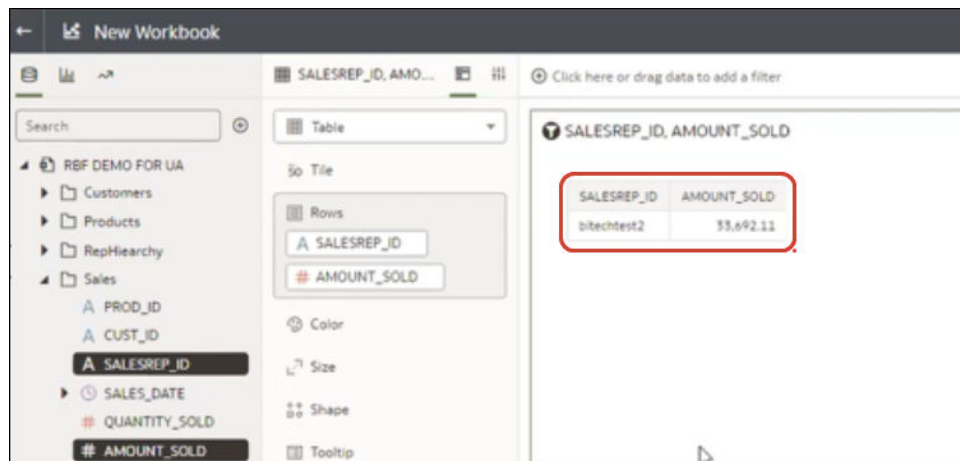 New Workbook
SALESREP_ID, AMO...
Click here or drag data to add a filter
Search
Table
SALESREP_ID, AMOUNT_SOLD
RBF DEMO FOR UA
Tile
SALESREP_ID AMOUNT_SOLD
Customers
bitechtest2 33,692.11
Products
Rows
RepHiearchy
A SALESREP_ID
Sales
# AMOUNT_SOLD
A PROD_ID
Color
A CUST_ID
A SALESREP_ID
Size
SALES_DATE
Shape
# QUANTITY_SOLD
# AMOUNT_SOLD
Tooltip